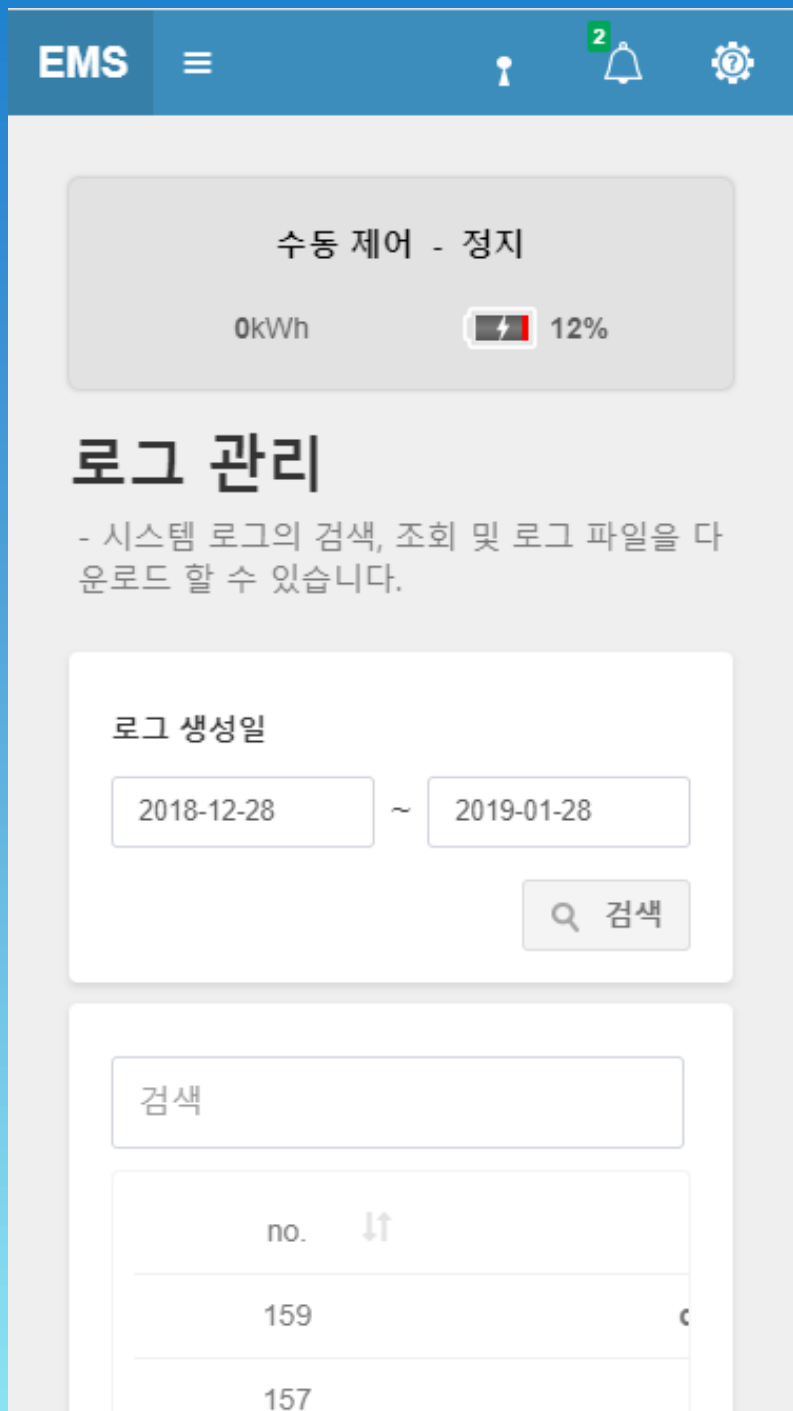 EMS
2
수동 제어 - 정지
0kWh 12%
로그 관리
- 시스템 로그의 검색, 조회 및 로그 파일을 다
운로드 할 수 있습니다.
로그 생성일
2018-12-28 ~ 2019-01-28
검색
검색
no.
159
157